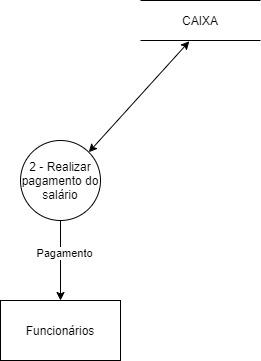 CAIXA
2 - Realizar
pagamento do
salário
Pagamento
Funcionários